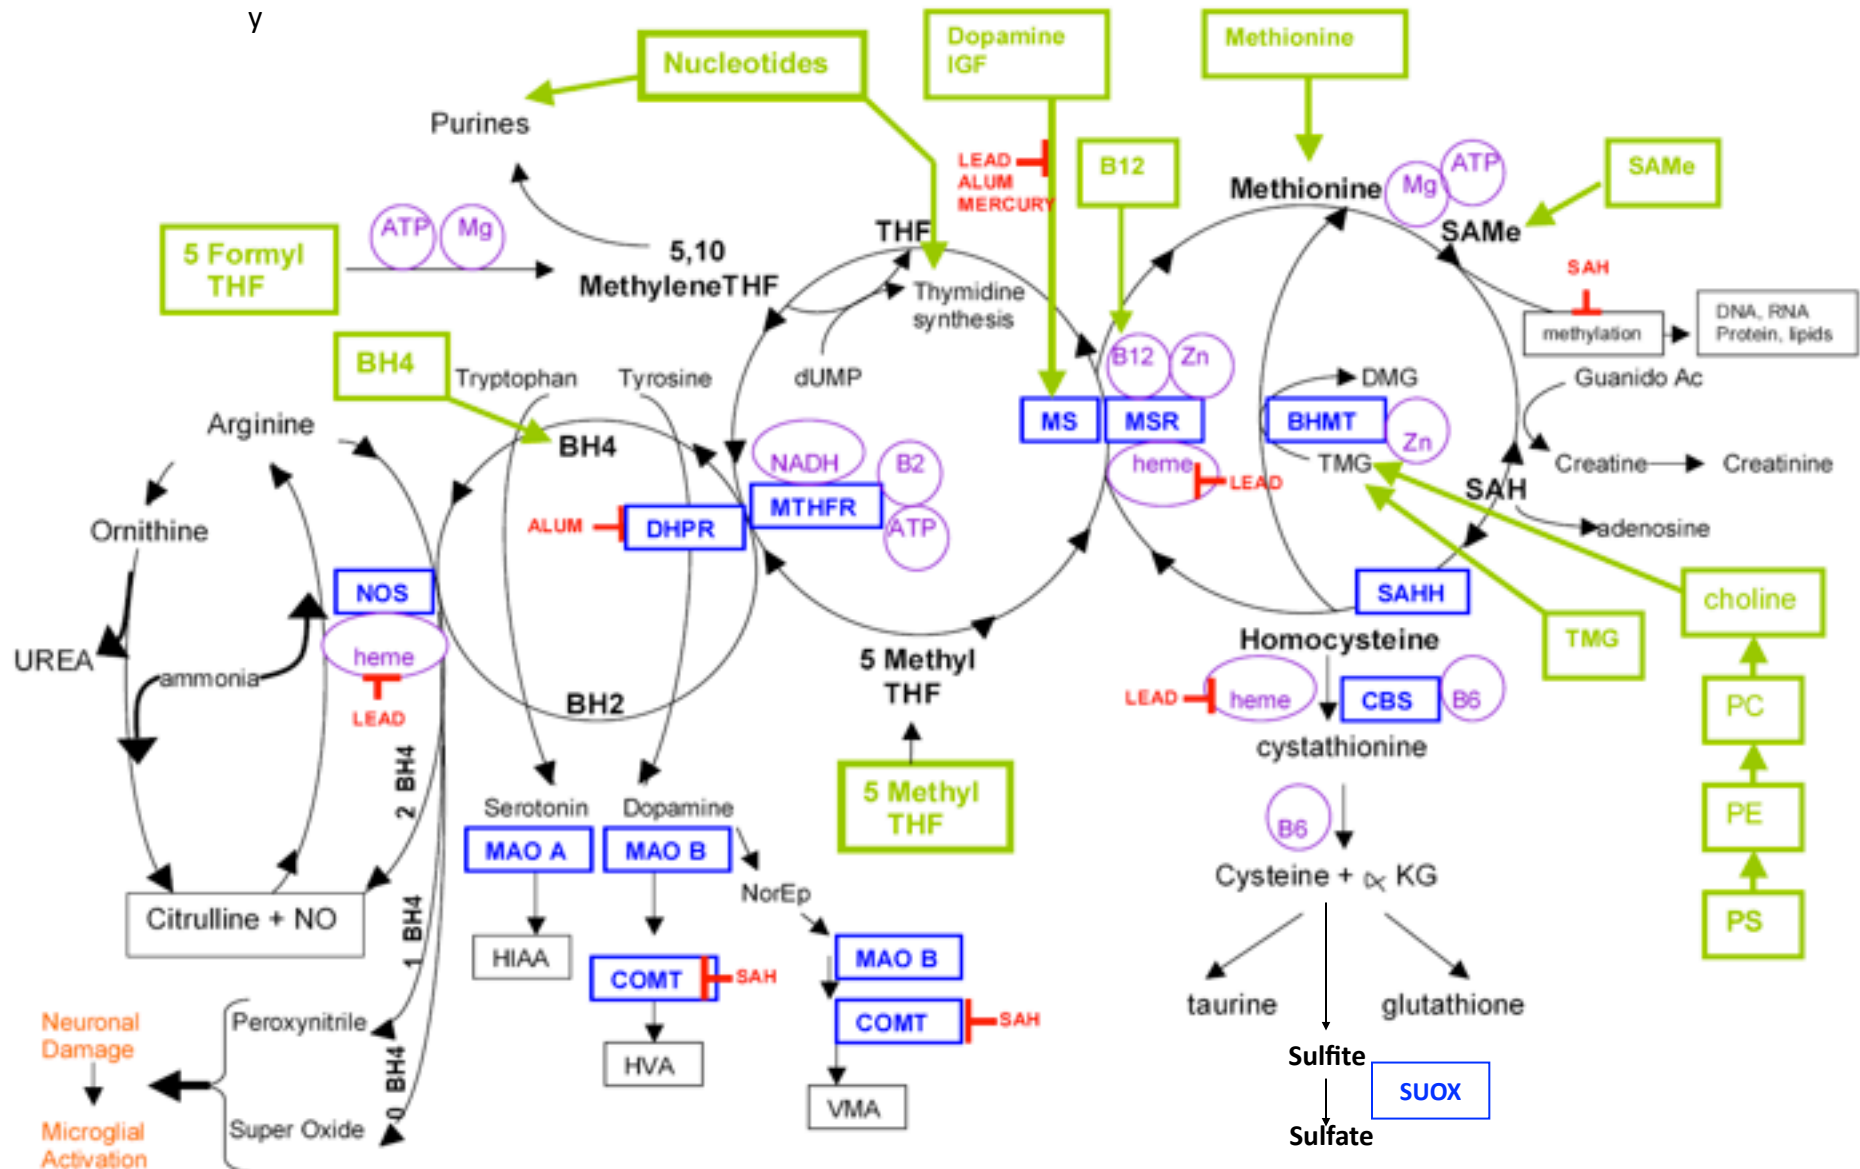 y
Nucleotides
Dopamine
IGF
Methionine
Purines
LEAD
ALUM
MERCURY
B12
ATP
Mg
Methionine
SAMe
SAMe
5 Formyl
THF
ATP
Mg
5,10
MethyleneTHF
THF
Thymidine
synthesis
SAH
methylation
DNA, RNA
Protein, lipids
BH4
Tryptophan
Tyrosine
dUMP
B12
Zn
DMG
Guanido Ac
Arginine
BH4
MS
MSR
BHMT
Zn
NADH
B2
heme
LEAD
TMG
Creatine
Creatinine
SAH
MTHFR
ATP
ALUM
DHPR
Ornithine
adenosine
NOS
SAHH
choline
heme
UREA
ammonia
LEAD
BH2
5 Methyl
THF
Homocysteine
TMG
LEAD
heme
CBS
B6
PC
cystathionine
2 BH4
5 Methyl
THF
Serotonin
Dopamine
MAO A
MAO B
B6
PE
NorEp
Cysteine + α KG
Citrulline + NO
1 BH4
PS
HIAA
COMT
SAH
MAO B
COMT
SAH
taurine
glutathione
Neuronal
Damage
Peroxynitrile
0 BH4
HVA
Sulfite
SUOX
VMA
Microglial
Activation
Super Oxide
Sulfate